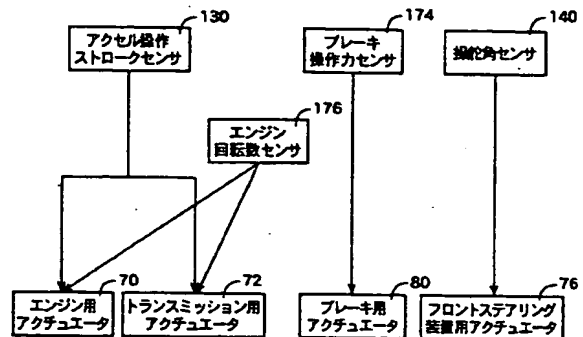 130
アクセル操作
ストロークセンサ
174
ブレーキ
操作力センサ
140
操舵角センサ
176
エンジン
回転数センサ
70
エンジン用
アクチュエータ
72
トランスミッション用
アクチュエータ
80
ブレーキ用
アクチュエータ
76
フロントステアリング
装置用アクチュエータ